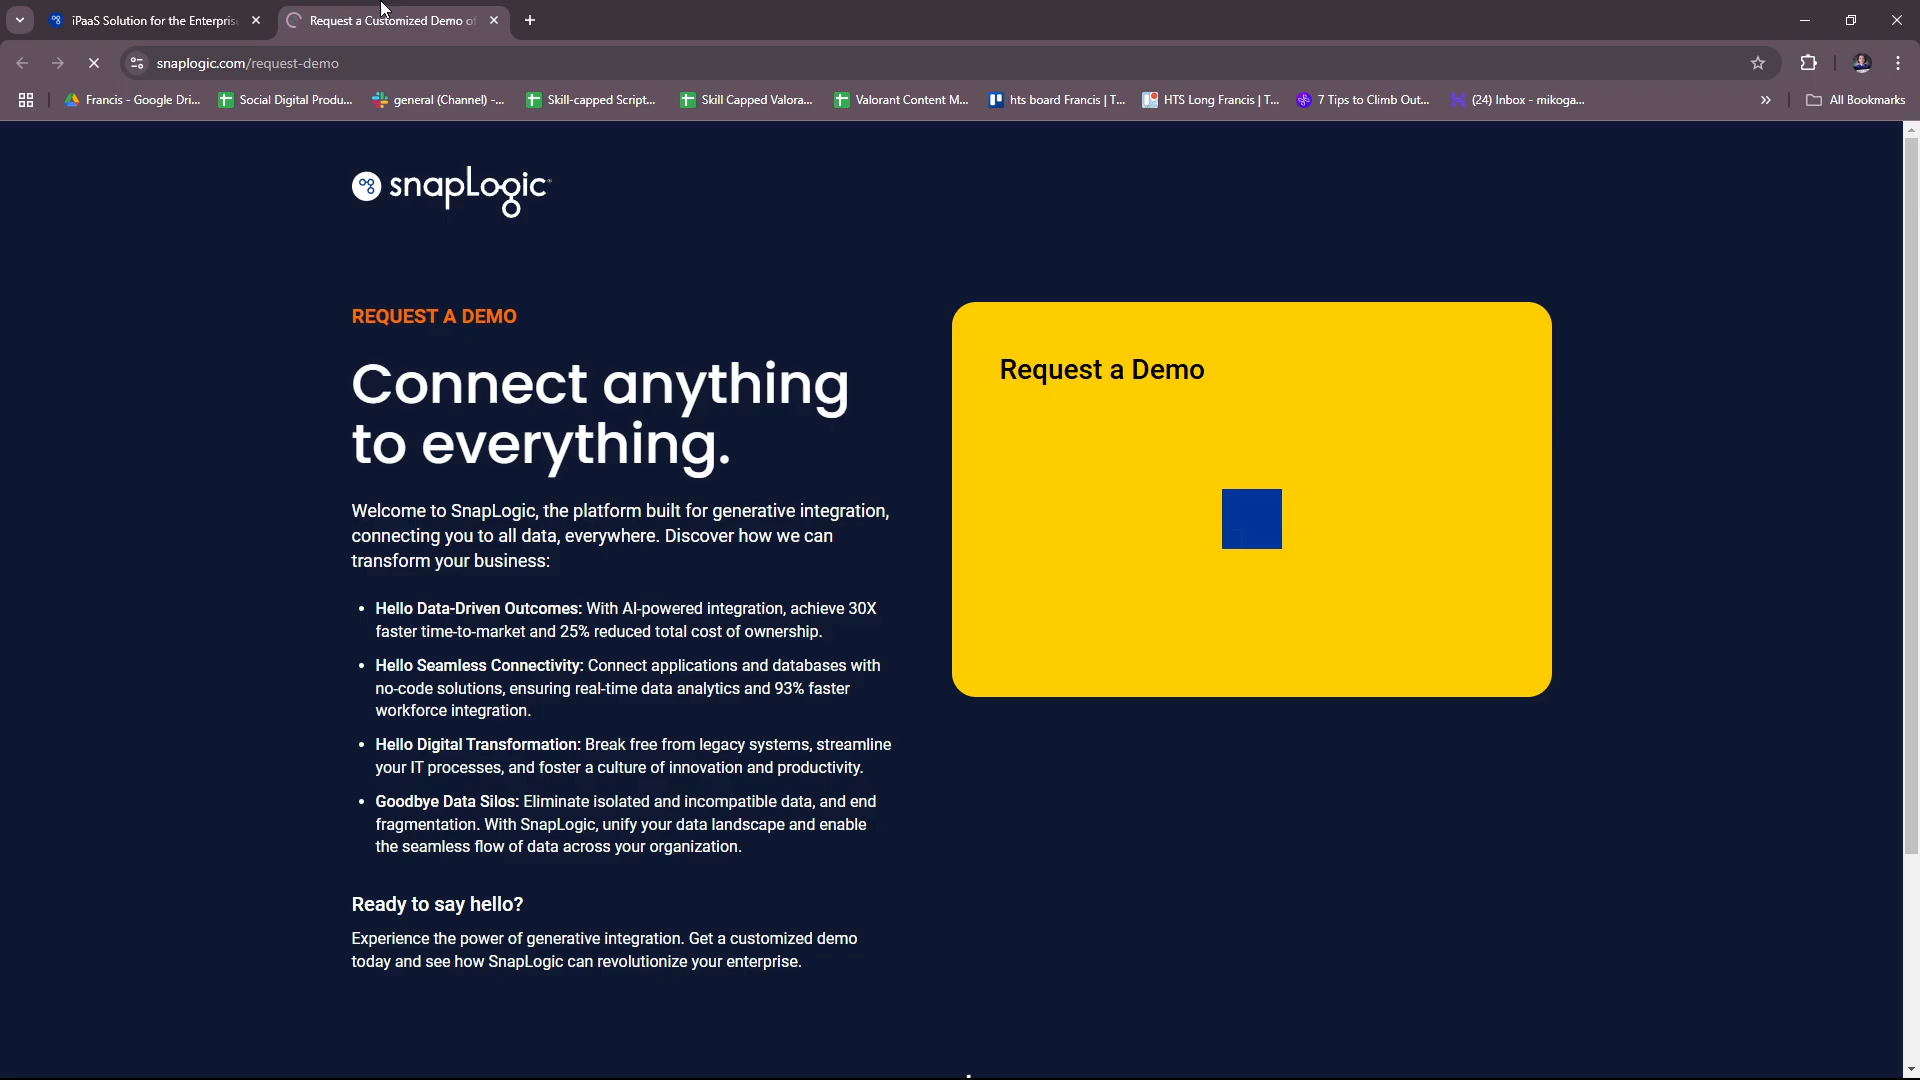 iPaaS Solution for the Enterpris
Request a Customized Demo of
snaplogic.com/request-demo
Francis - Google Dri...
Social Digital Produ...
general (Channel) -...
Skill-capped Script...
Skill Capped Valora...
Valorant Content M...
hts board Francis | T...
HTS Long Francis | T...
7 Tips to Climb Out...
(24) Inbox - mikoga...
All Bookmarks
snapLogic
REQUEST A DEMO
Connect anything
to everything.
Welcome to SnapLogic, the platform built for generative integration,
connecting you to all data, everywhere. Discover how we can
transform your business:
• Hello Data-Driven Outcomes: With AI-powered integration, achieve 30X
faster time-to-market and 25% reduced total cost of ownership.
• Hello Seamless Connectivity: Connect applications and databases with
no-code solutions, ensuring real-time data analytics and 93% faster
workforce integration.
• Hello Digital Transformation: Break free from legacy systems, streamline
your IT processes, and foster a culture of innovation and productivity.
• Goodbye Data Silos: Eliminate isolated and incompatible data, and end
fragmentation. With SnapLogic, unify your data landscape and enable
the seamless flow of data across your organization.
Ready to say hello?
Experience the power of generative integration. Get a customized demo
today and see how SnapLogic can revolutionize your enterprise.
Request a Demo